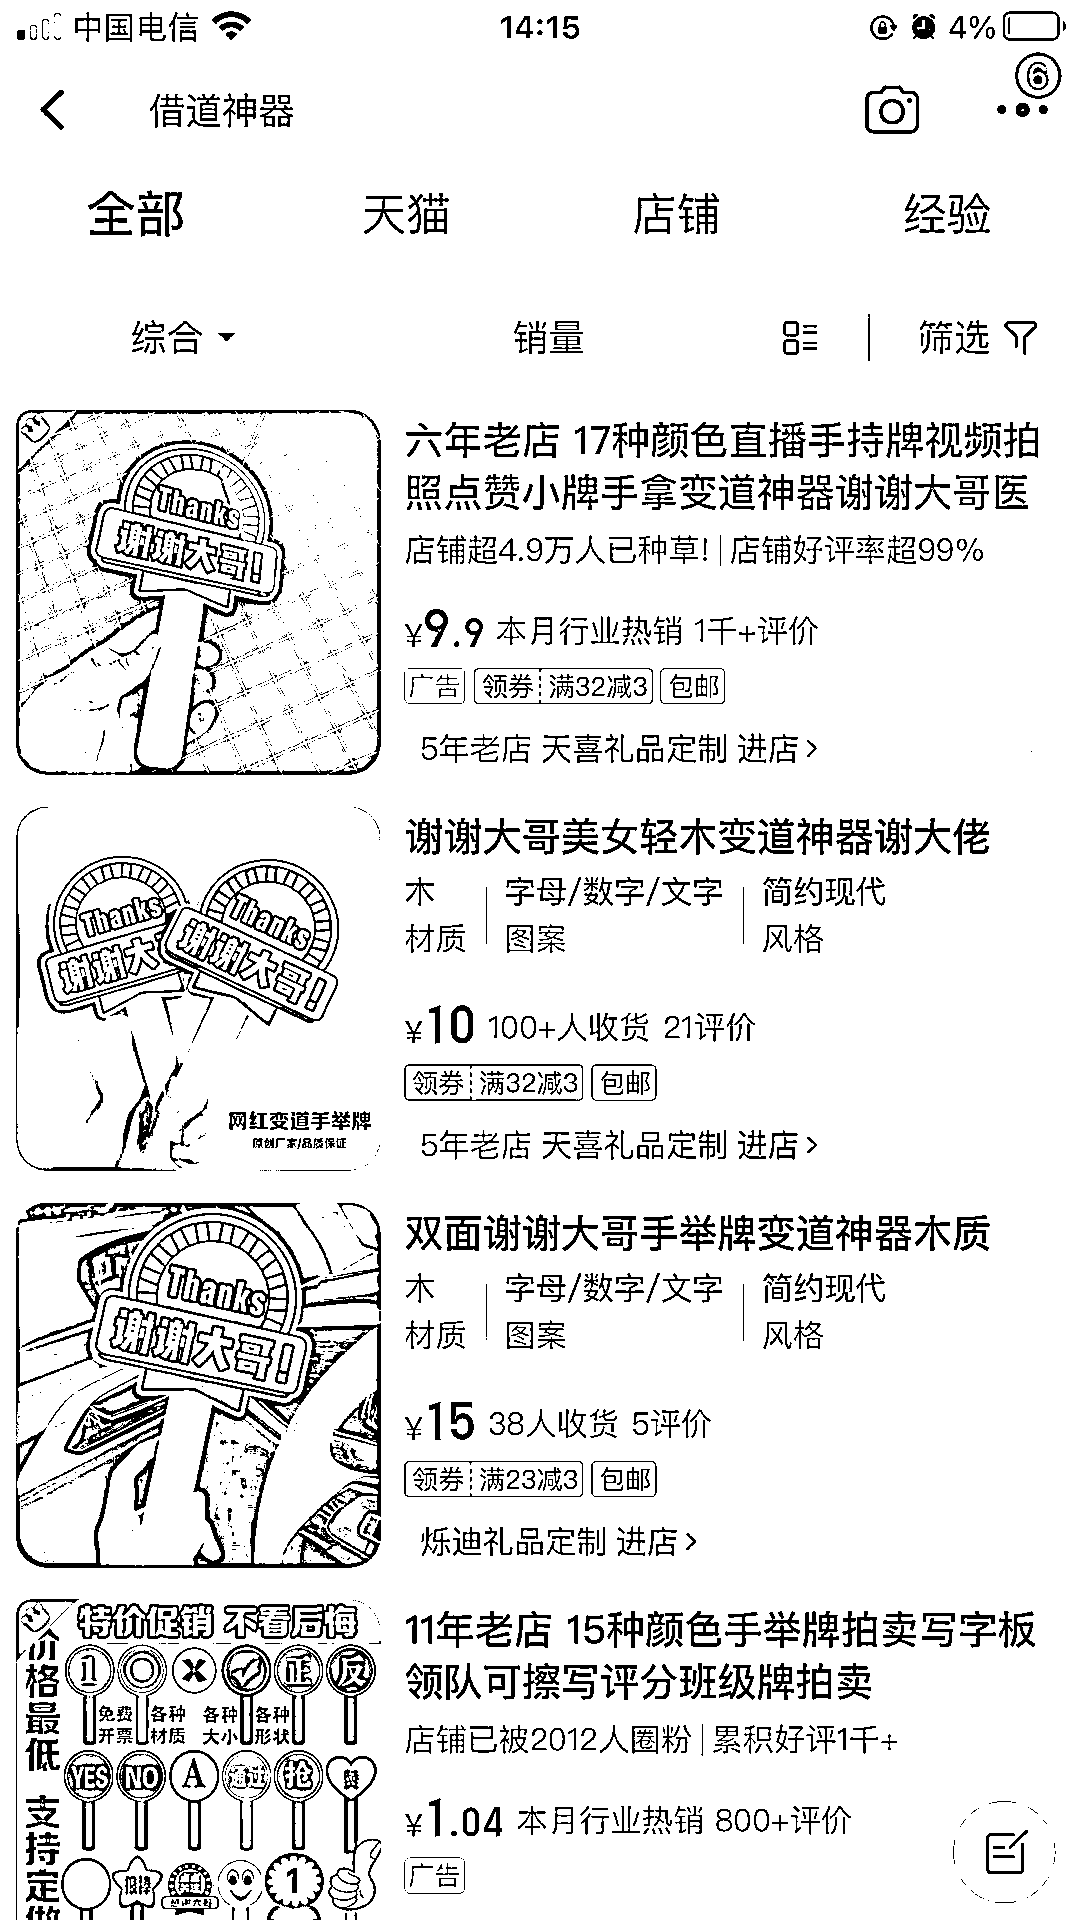 中国电信
14:15
4%
6
借道神器
全部
天猫
店铺
经验
综合
销量
筛选
Thanks
谢谢大哥!
六年老店 17种颜色直播手持牌视频拍
照点赞小牌手拿变道神器谢谢大哥医
店铺超4.9万人已种草!|店铺好评率超99%
¥9.9 本月行业热销 1千+评价
广告 领券 满32减3 包邮
5年老店 天喜礼品定制 进店>
Thanks
谢谢大
Thanks
谢谢大哥!
网红变道手举牌
原创厂家/品质保证
谢谢大哥美女轻木变道神器谢大佬
木 字母/数字/文字 简约现代
材质 图案 风格
¥10 100+人收货 21评价
领券 满32减3 包邮
5年老店 天喜礼品定制 进店>
Thanks
谢谢大哥!
双面谢谢大哥手举牌变道神器木质
木 字母/数字/文字 简约现代
材质 图案 风格
¥15 38人收货 5评价
领券 满23减3 包邮
烁迪礼品定制 进店>
特价促销 不看后悔
价格最低 支持定做
1 X 正 反
免费 各种 各种 各种
开票 材质 大小 形状
YES NO A 通过 抢 赞
1
11年老店 15种颜色手举牌拍卖写字板
领队可擦写评分班级牌拍卖
店铺已被2012人圈粉|累积好评1千+
¥1.04 本月行业热销 800+评价
广告